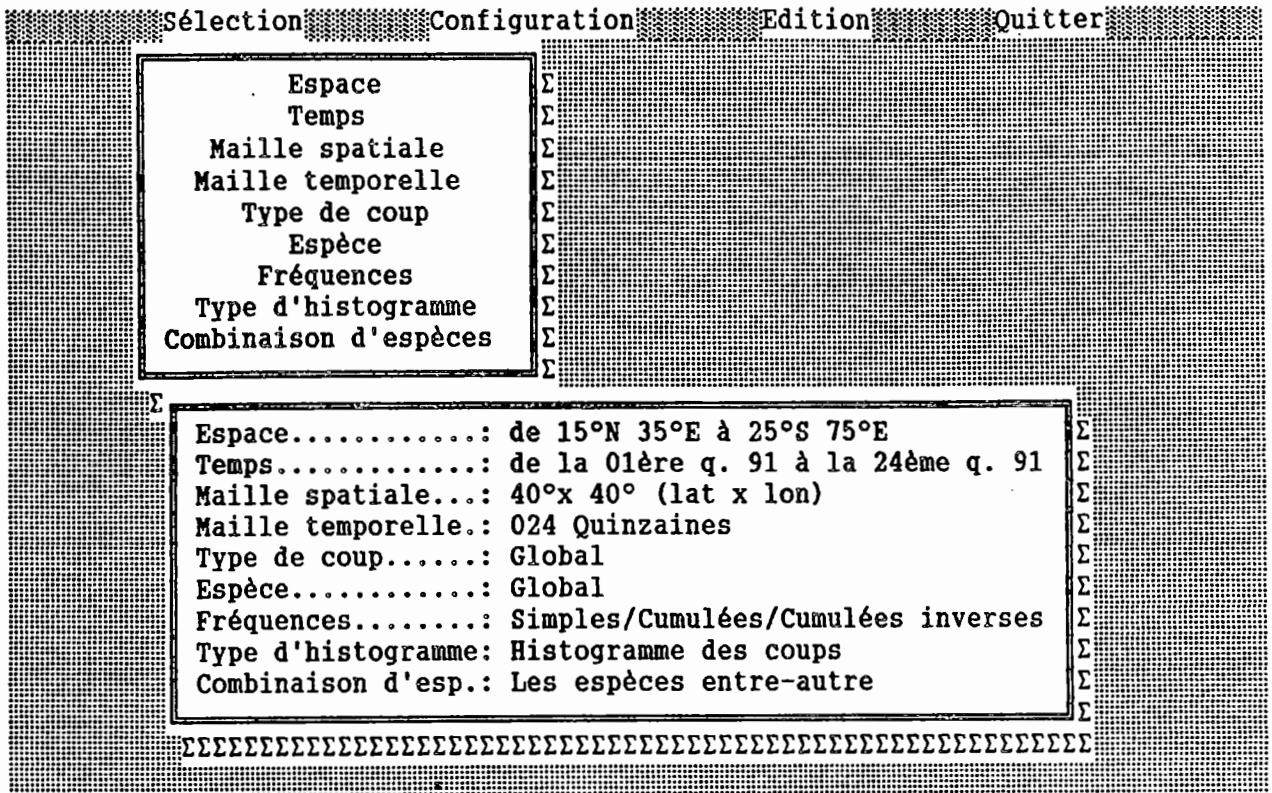 Sélection Configuration Edition Quitter
Espace Σ
Temps Σ
Maille spatiale Σ
Maille temporelle Σ
Type de coup Σ
Espèce Σ
Fréquences Σ
Type d'histogramme Σ
Combinaison d'espèces Σ
Σ
Σ
Espace.............: de 15°N 35°E à 25°S 75°E Σ
Temps..............: de la 01ère q. 91 à la 24ème q. 91 Σ
Maille spatiale....: 40°x 40° (lat x lon) Σ
Maille temporelle.: 024 Quinzaines Σ
Type de coup......: Global Σ
Espèce............: Global Σ
Fréquences........: Simples/Cumulées/Cumulées inverses Σ
Type d'histogramme: Histogramme des coups Σ
Combinaison d'esp.: Les espèces entre-autre Σ
Σ
ΣΣΣΣΣΣΣΣΣΣΣΣΣΣΣΣΣΣΣΣΣΣΣΣΣΣΣΣΣΣΣΣΣΣΣΣΣΣΣΣΣΣΣΣΣΣΣΣΣΣΣΣΣΣΣΣΣΣΣ